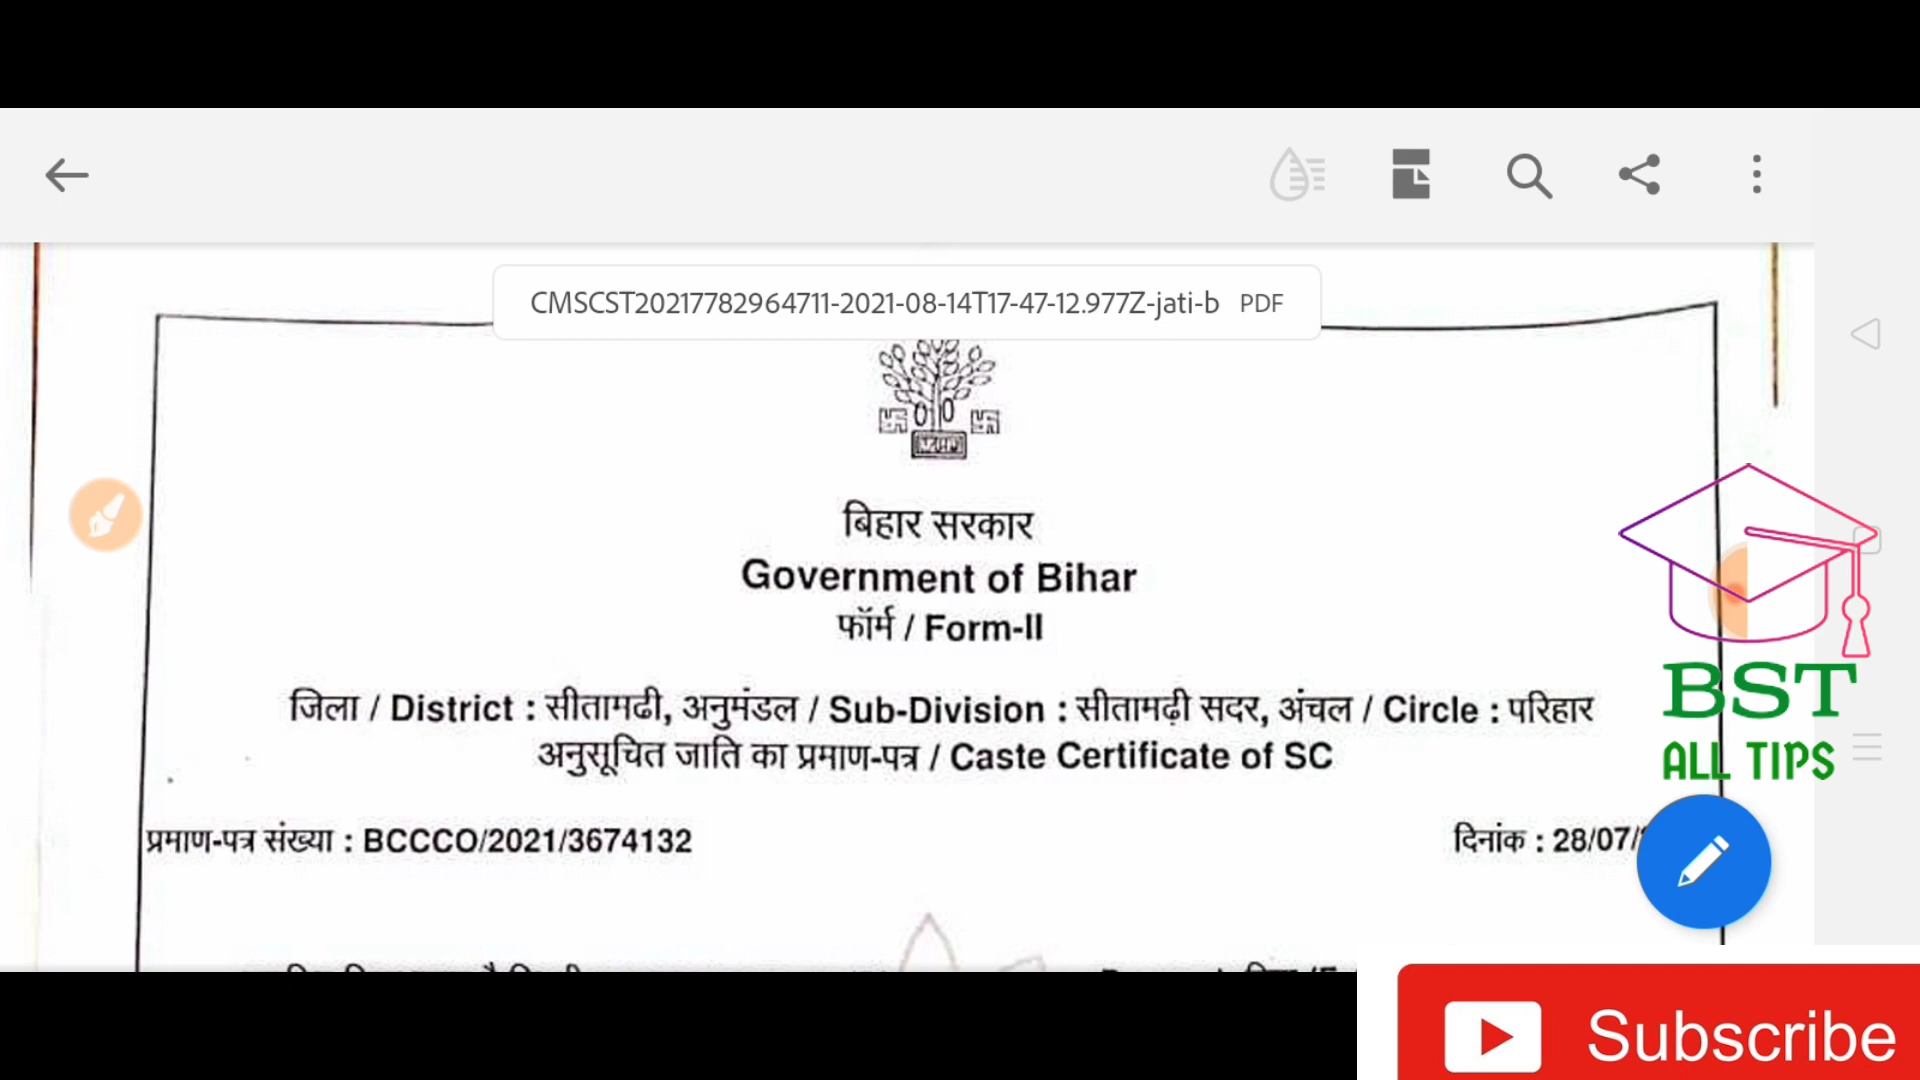 CMSCST20217782964711-2021-08-14T17-47-12.977Z-jati-b PDF
बिहार सरकार
Government of Bihar
फॉर्म / Form-II
जिला / District : सीतामढी, अनुमंडल / Sub-Division : सीतामढ़ी सदर, अंचल / Circle : परिहार
अनुसूचित जाति का प्रमाण-पत्र / Caste Certificate of SC
प्रमाण-पत्र संख्या : BCCCO/2021/3674132
दिनांक : 28/07/
BST
ALL TIPS
Subscribe